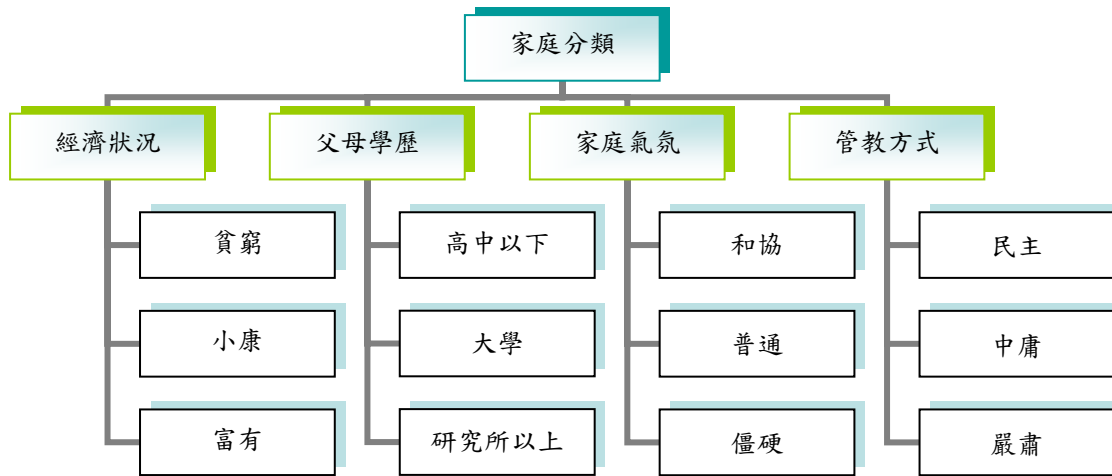 家庭分類
經濟狀況
父母學歷
家庭氣氛
管教方式
貧窮
高中以下
和協
民主
小康
大學
普通
中庸
富有
研究所以上
僵硬
嚴肅